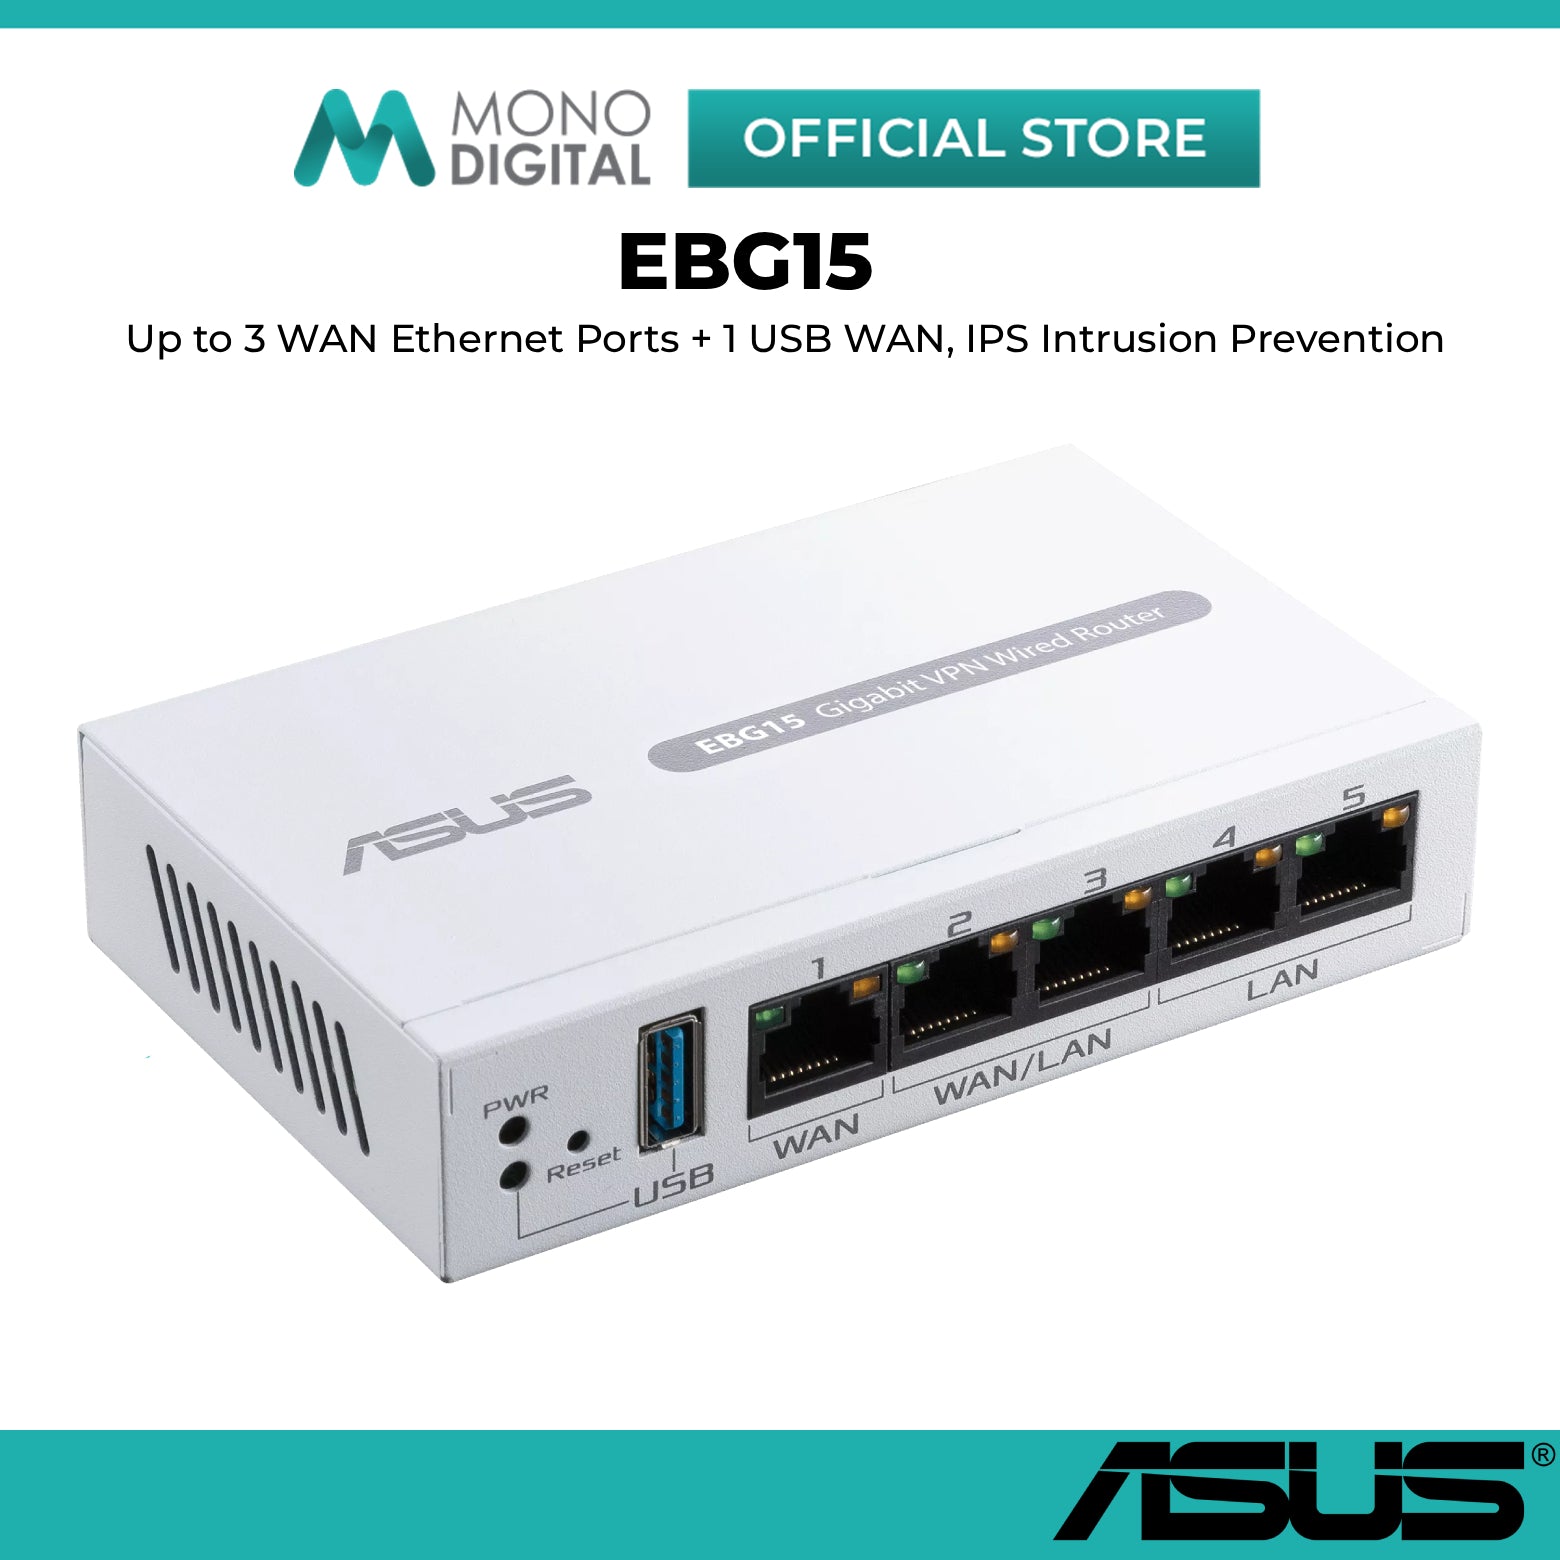 MONO
DIGITAL
OFFICIAL STORE
EBG15
Up to 3 WAN Ethernet Ports + 1 USB WAN, IPS Intrusion Prevention
EBG15 Gigabit VPN Wired Router
ASUS
1 2 3 4 5
PWR
Reset
USB
WAN
WAN/LAN
LAN
ASUS®